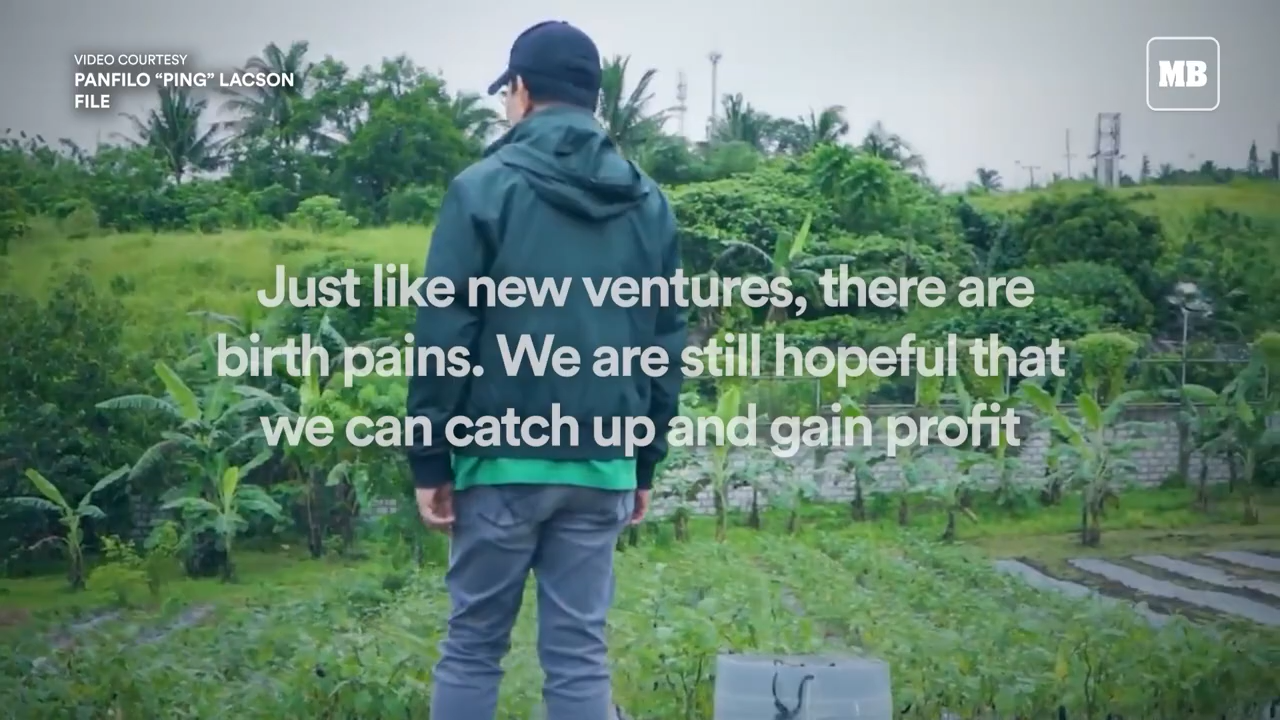 VIDEO COURTESY
PANFILO “PING” LACSON
FILE
MB
Just like new ventures, there are
birth pains. We are still hopeful that
we can catch up and gain profit